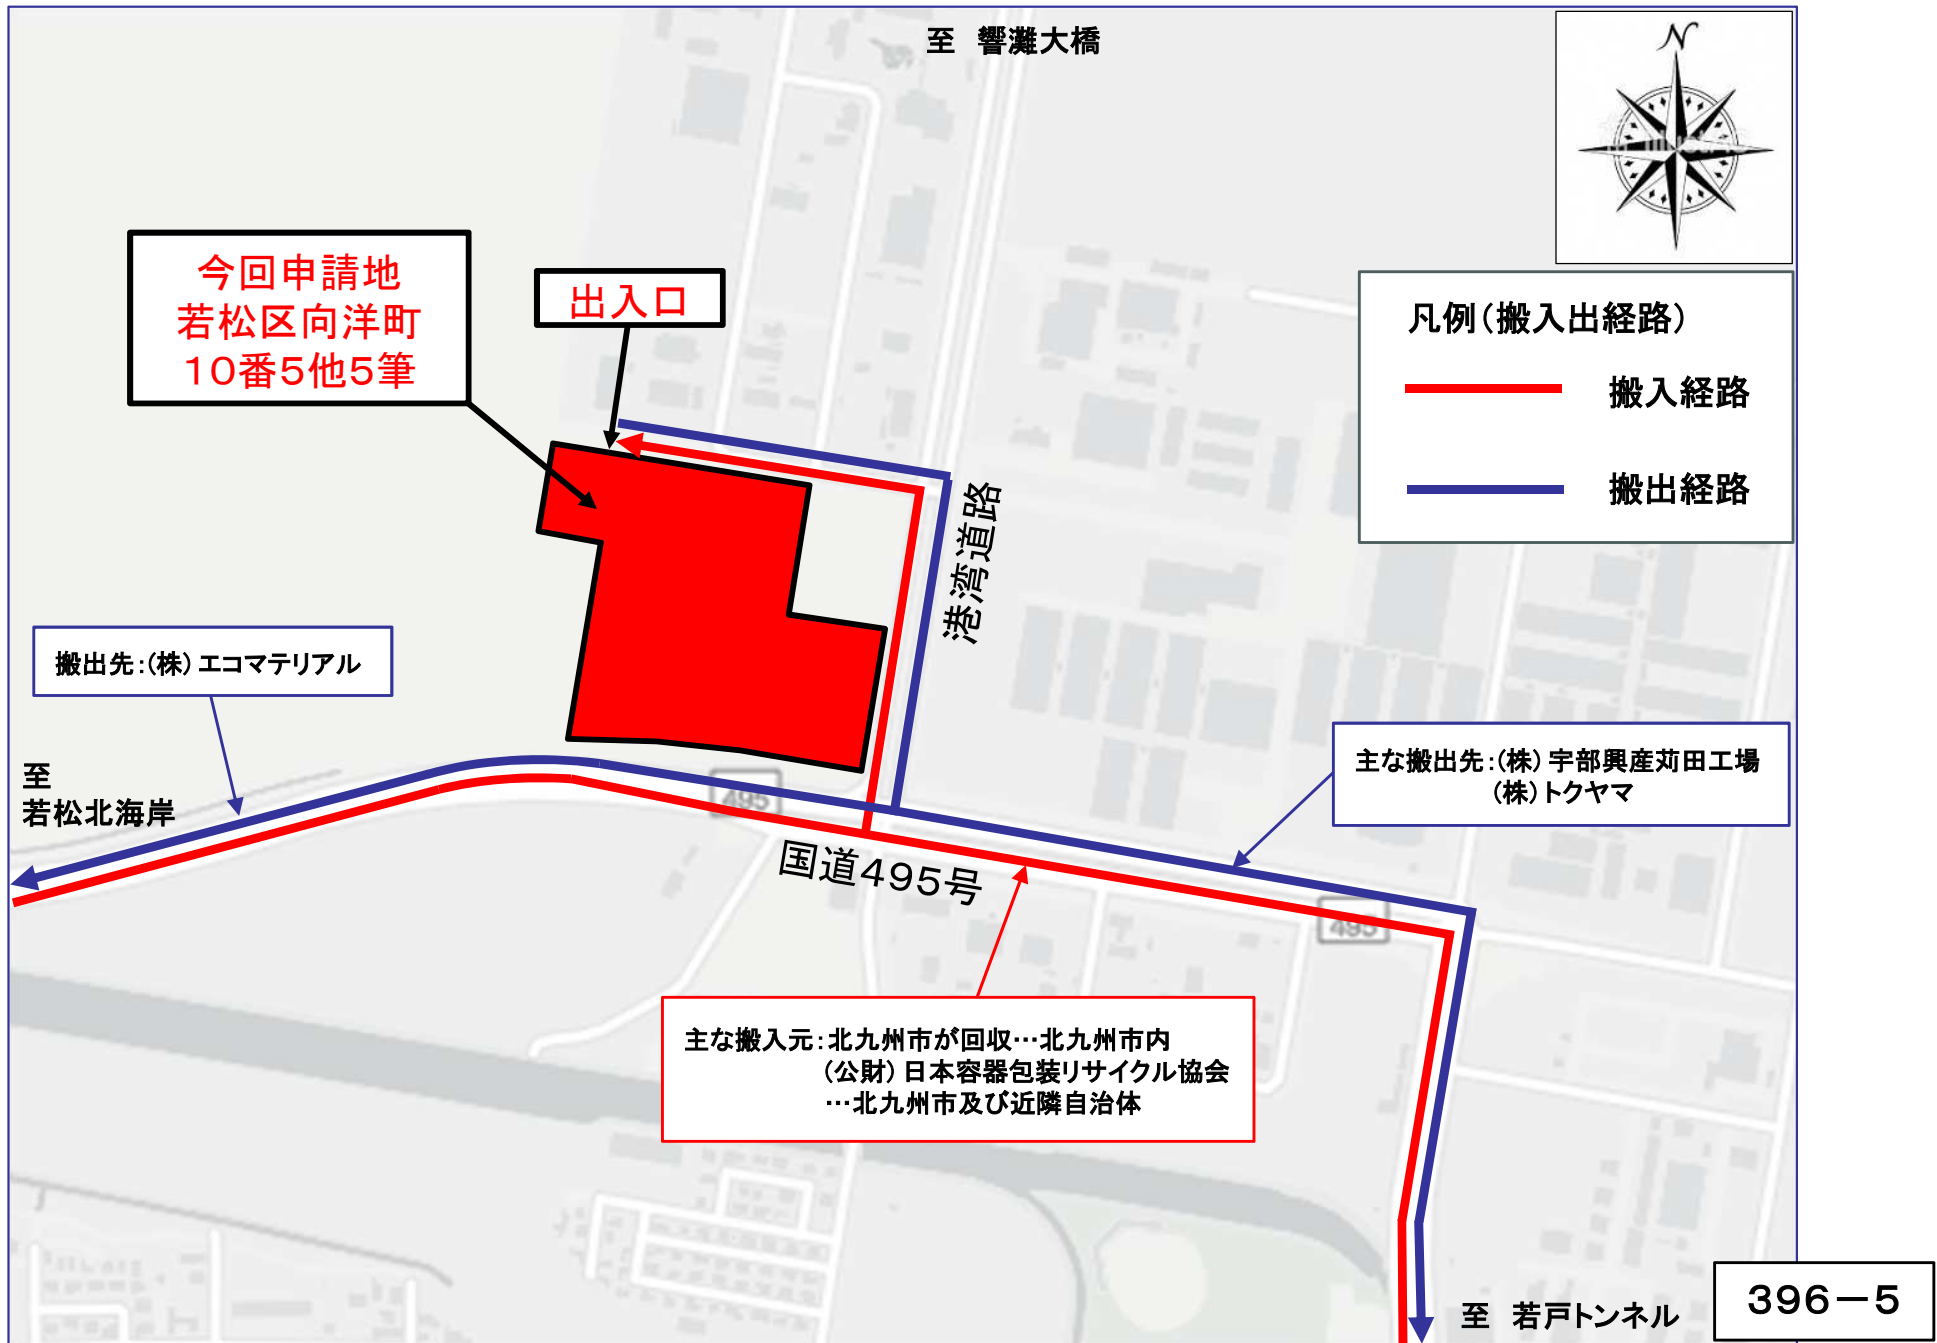 至　響灘大橋
N
今回申請地
若松区向洋町
10番5他5筆
出入口
凡例(搬入出経路)
搬入経路
搬出経路
港湾道路
搬出先:(株)エコマテリアル
主な搬出先:(株)宇部興産苅田工場
(株)トクヤマ
至
若松北海岸
495
国道495号
495
主な搬入元:北九州市が回収…北九州市内
(公財)日本容器包装リサイクル協会
…北九州市及び近隣自治体
至　若戸トンネル
396-5